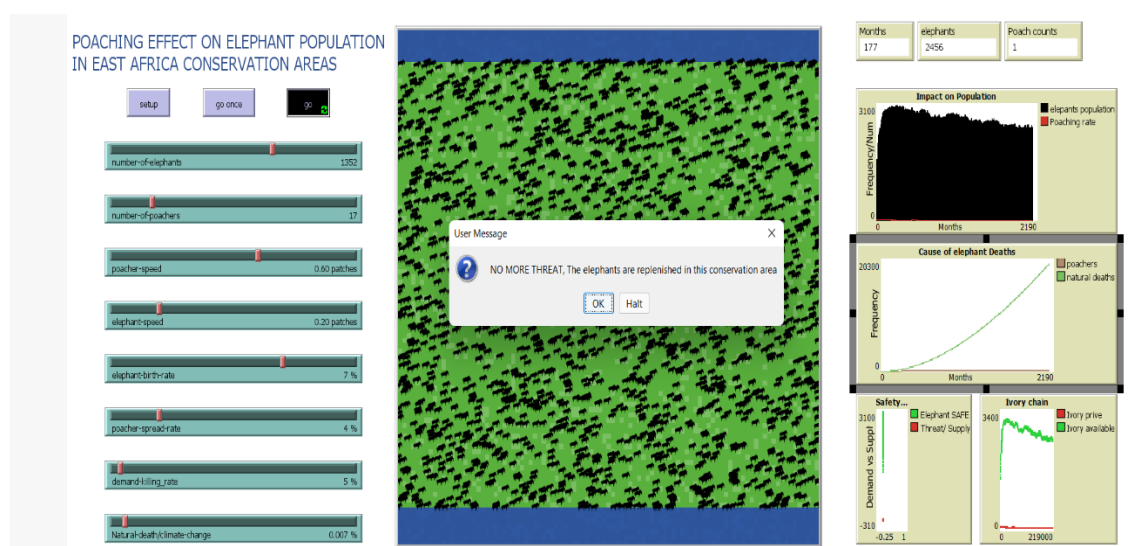 POACHING EFFECT ON ELEPHANT POPULATION
IN EAST AFRICA CONSERVATION AREAS
setup
go once
go
number-of-elephants 1352
number-of-poachers 17
poacher-speed 0.60 patches
elephant-speed 0.20 patches
elephant-birth-rate 7 %
poacher-spread-rate 4 %
demand-killing_rate 5 %
Natural-death/climate-change 0.007 %
User Message X
NO MORE THREAT, The elephants are replenished in this conservation area
OK Halt
Months
177
elephants
2456
Poach counts
1
Impact on Population
3100
0
Frequency/Num
0 Months 2190
elepants population
Poaching rate
Cause of elephant Deaths
20300
0
Frequency
0 Months 2190
poachers
natural deaths
Safety...
3100
-310
Demand vs Suppl
-0.25 1
Elephant SAFE
Threat/ Supply
Ivory chain
3400
0
0 219000
Ivory prive
Ivory available